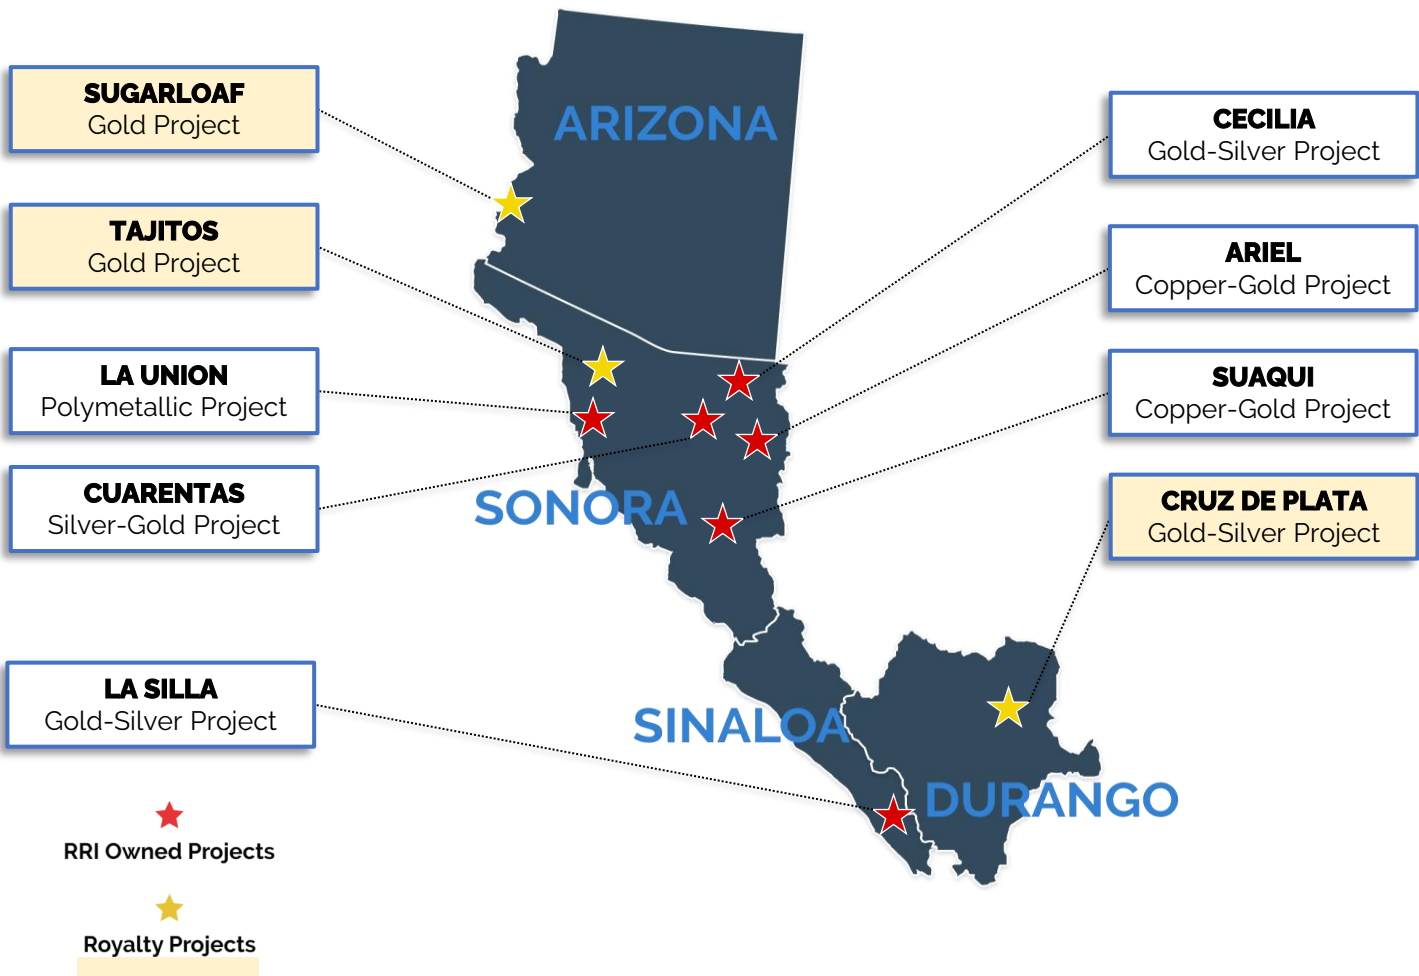 SUGARLOAF
Gold Project
TAJITOS
Gold Project
LA UNION
Polymetallic Project
CUARENTAS
Silver-Gold Project
LA SILLA
Gold-Silver Project
RRI Owned Projects
Royalty Projects
ARIZONA
SONORA
SINALOA
DURANGO
CECILIA
Gold-Silver Project
ARIEL
Copper-Gold Project
SUAQUI
Copper-Gold Project
CRUZ DE PLATA
Gold-Silver Project